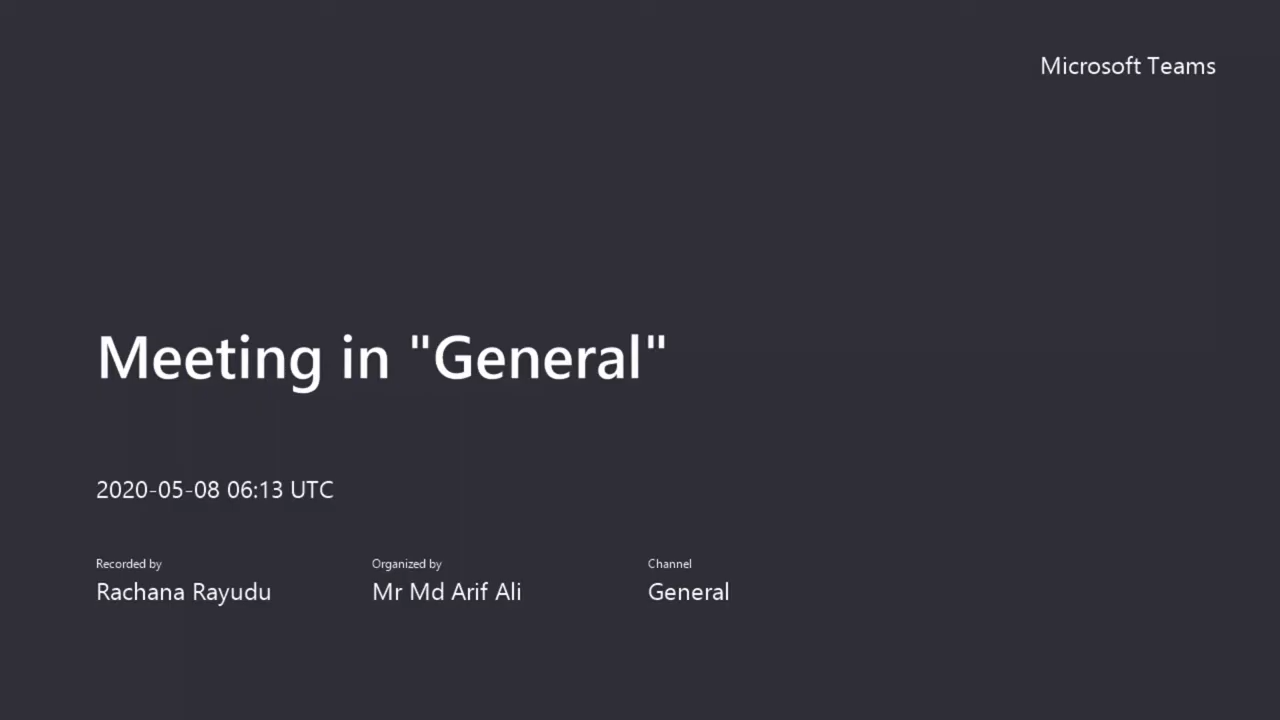 Microsoft Teams
Meeting in "General"
2020-05-08 06:13 UTC
Recorded by
Rachana Rayudu
Organized by
Mr Md Arif Ali
Channel
General